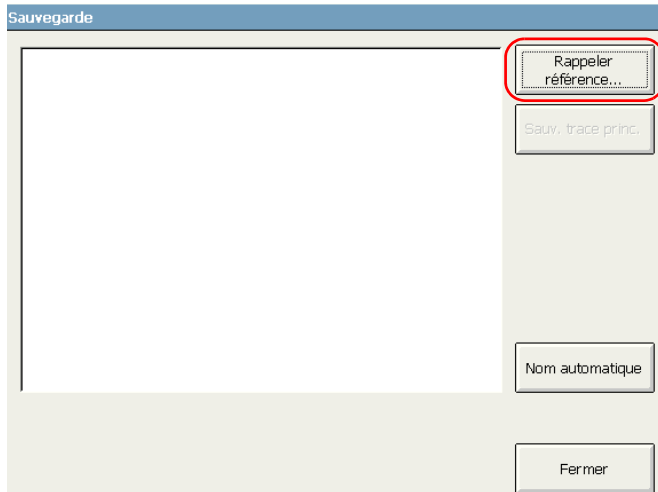 Sauvegarde
Rappeler
référence...
Sauv. trace princ.
Nom automatique
Fermer